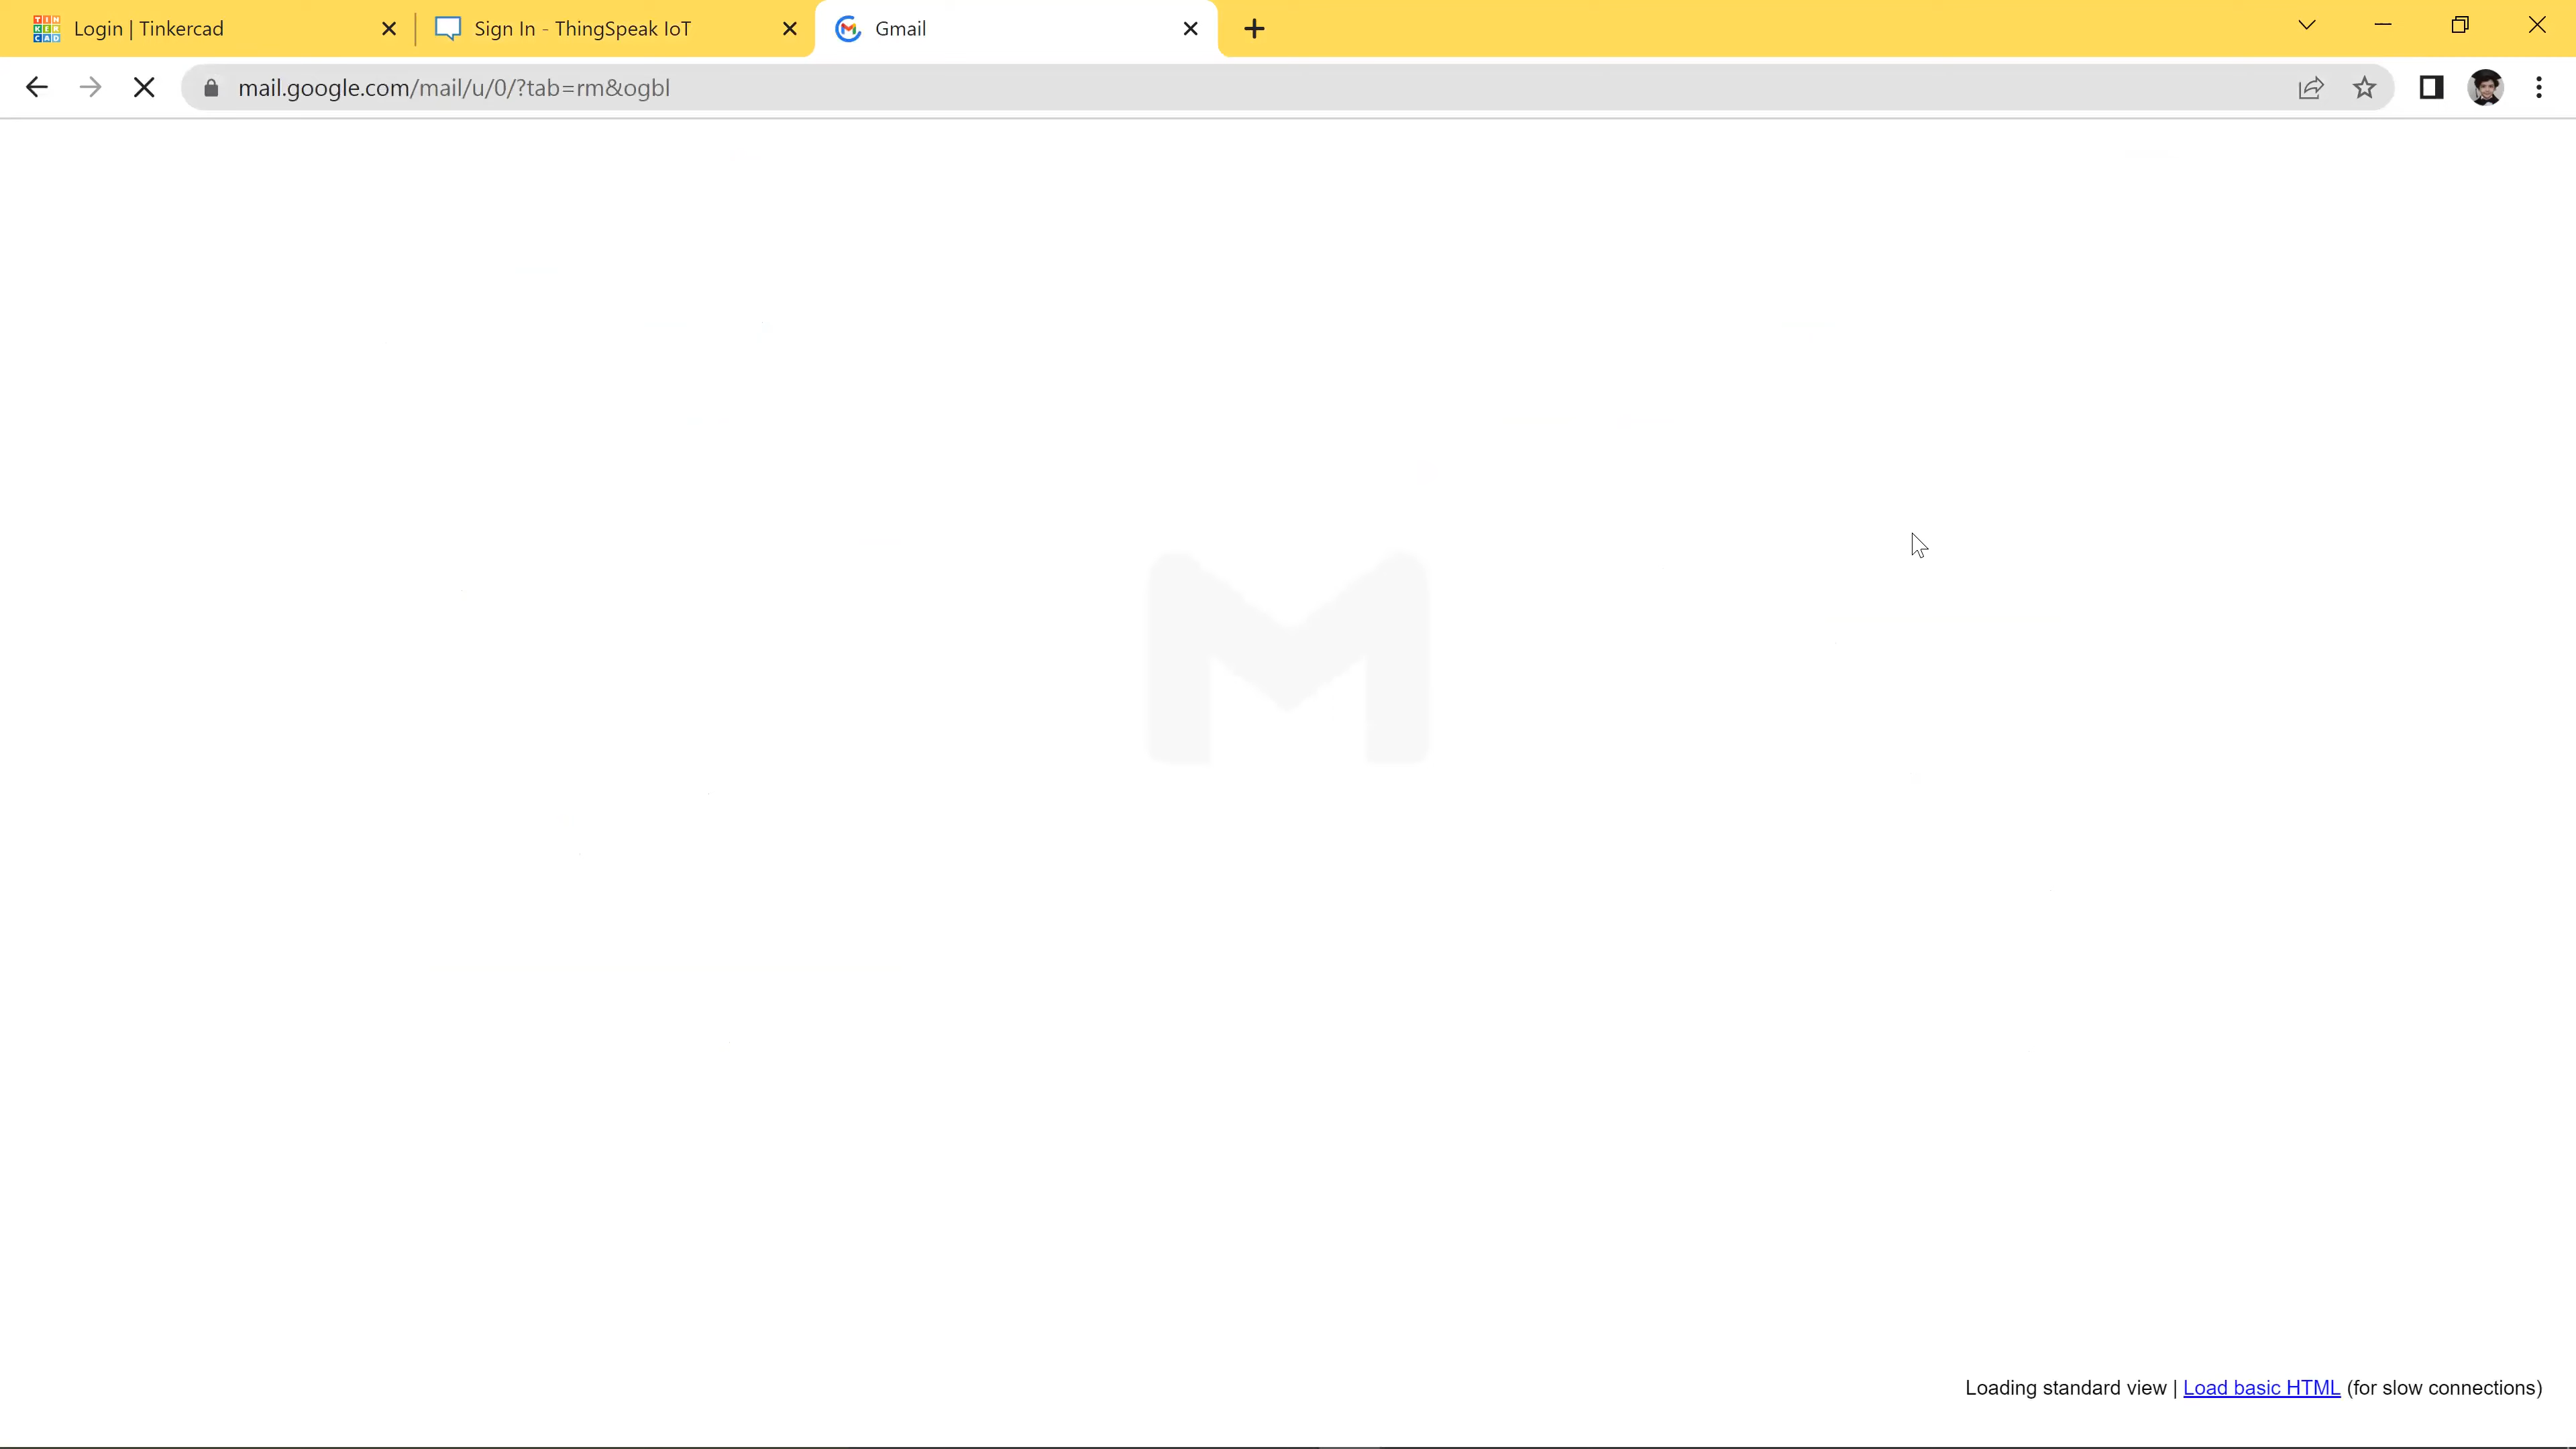 Login | Tinkercad
Sign In - ThingSpeak IoT
Gmail
mail.google.com/mail/u/0/?tab=rm&ogbl
Loading standard view | Load basic HTML (for slow connections)